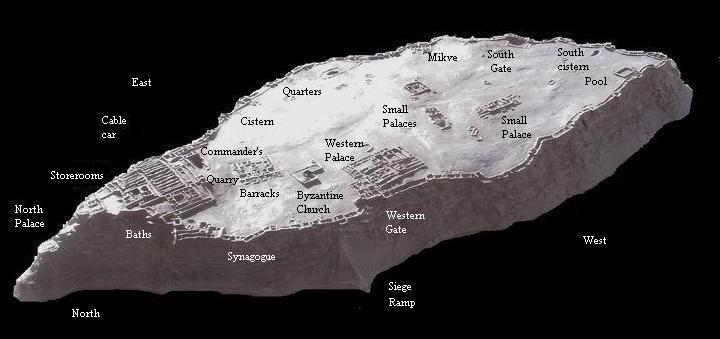 Mikve
South
Gate
South
cistern
Pool
East
Quarters
Cable
car
Cistern
Small
Palaces
Small
Palace
Commander's
Western
Palace
Storerooms
Quarry
Barracks
Byzantine
Church
North
Palace
Baths
Western
Gate
West
Synagogue
Siege
Ramp
North